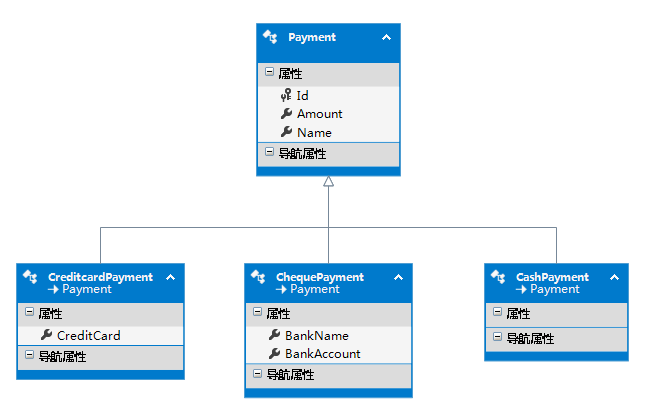 Payment
属性
Id
Amount
Name
导航属性
CreditcardPayment
Payment
属性
CreditCard
导航属性
ChequePayment
Payment
属性
BankName
BankAccount
导航属性
CashPayment
Payment
属性
导航属性